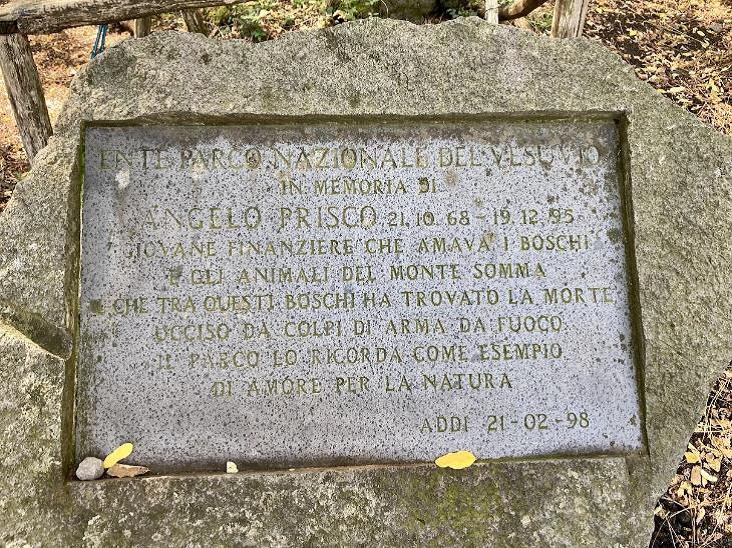 ENTE PARCO NAZIONALE DEL VESUVIO
IN MEMORIA DI
ANGELO PRISCO 21.10.68 - 19.12.95
GIOVANE FINANZIERE CHE AMAVA I BOSCHI
E GLI ANIMALI DEL MONTE SOMMA
E CHE TRA QUESTI BOSCHI HA TROVATO LA MORTE
UCCISO DA COLPI DI ARMA DA FUOCO.
IL PARCO LO RICORDA COME ESEMPIO
DI AMORE PER LA NATURA
ADDI 21-02-98